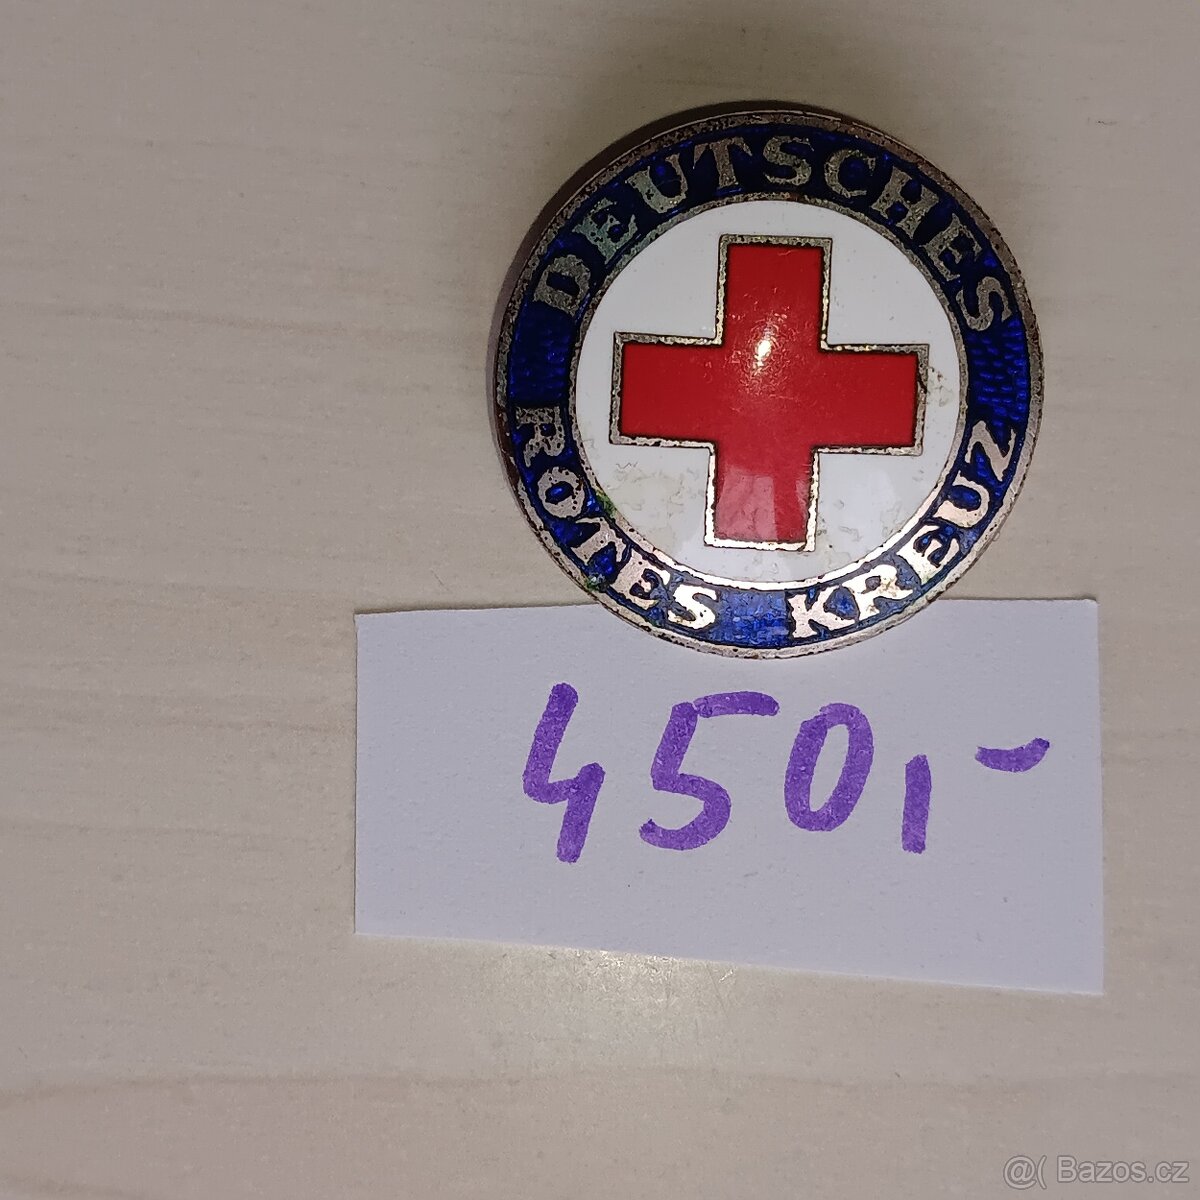 DEUTSCHES
ROTES KREUZ
450,-
@( Bazos.cz